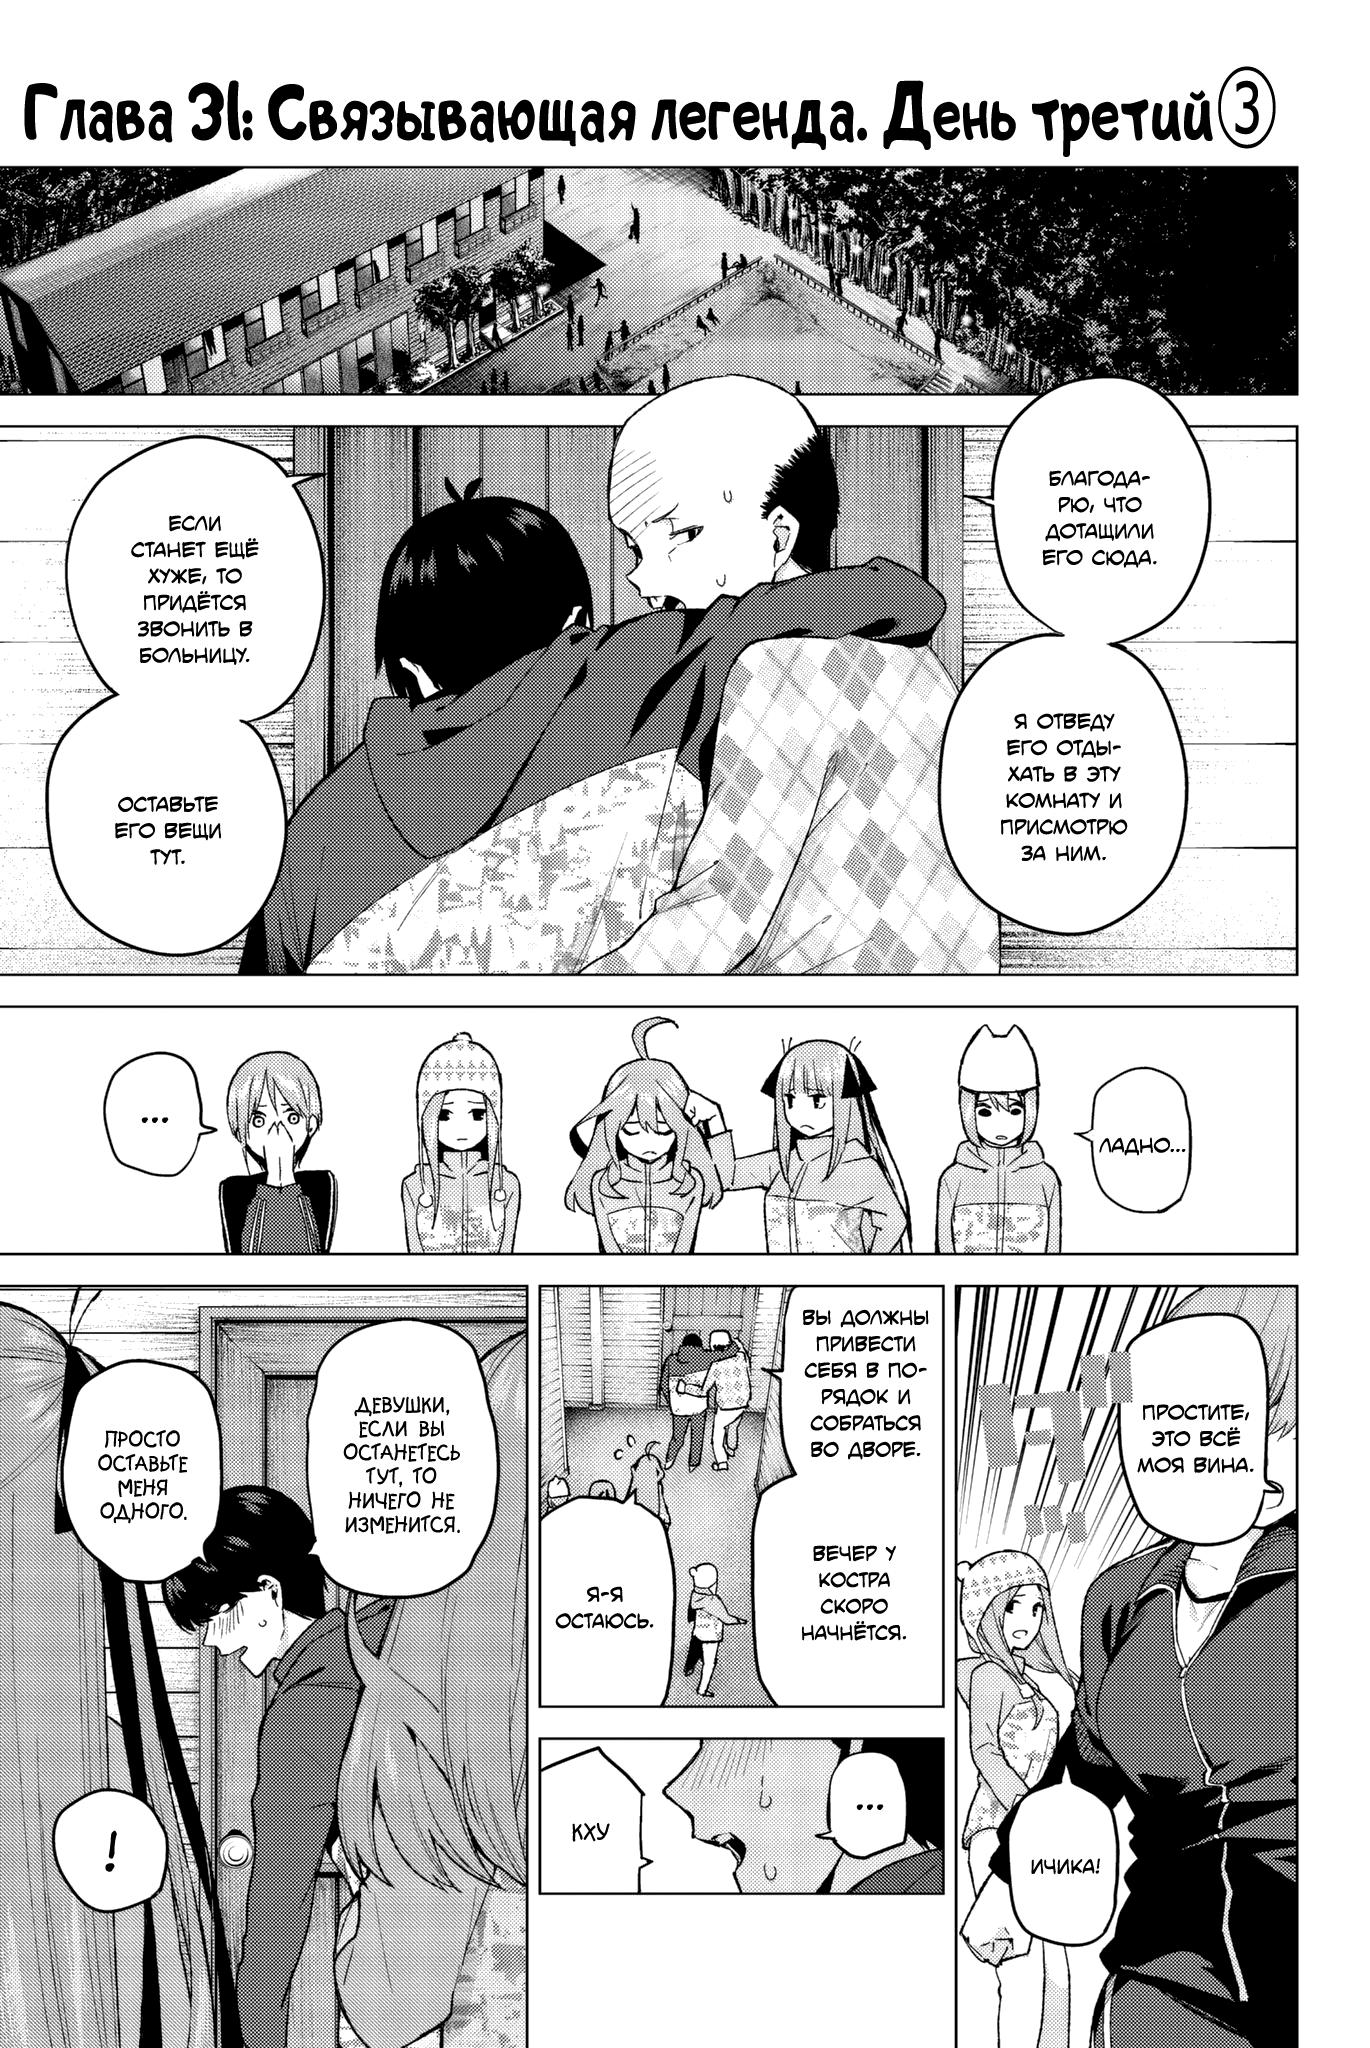 Глава 31: Связывающая легенда. День третий③
БЛАГОДА-
РЮ, ЧТО
ДОТАЩИЛИ
ЕГО СЮДА.
Я ОТВЕДУ
ЕГО ОТДЫ-
ХАТЬ В ЭТУ
КОМНАТУ И
ПРИСМОТРЮ
ЗА НИМ.
ЕСЛИ
СТАНЕТ ЕЩЁ
ХУЖЕ, ТО
ПРИДЁТСЯ
ЗВОНИТЬ В
БОЛЬНИЦУ.
ОСТАВЬТЕ
ЕГО ВЕЩИ
ТУТ.
ЛАДНО...
...
ПРОСТИТЕ,
ЭТО ВСЁ
МОЯ ВИНА.
ИЧИКА!
ВЫ ДОЛЖНЫ
ПРИВЕСТИ
СЕБЯ В ПО-
РЯДОК И
СОБРАТЬСЯ
ВО ДВОРЕ.
ВЕЧЕР У
КОСТРА
СКОРО
НАЧНЁТСЯ.
Я-Я
ОСТАЮСЬ.
...
КХУ
ДЕВУШКИ,
ЕСЛИ ВЫ
ОСТАНЕТЕСЬ
ТУТ, ТО
НИЧЕГО НЕ
ИЗМЕНИТСЯ.
ПРОСТО
ОСТАВЬТЕ
МЕНЯ
ОДНОГО.
!